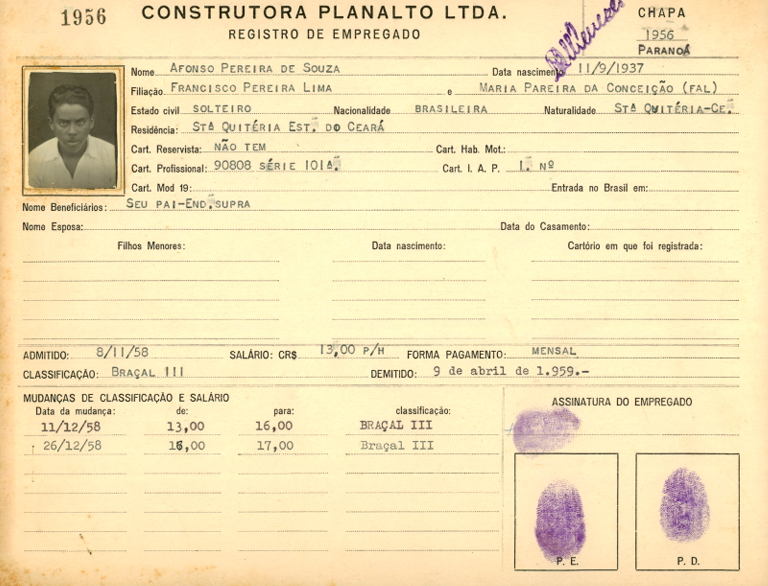 1956
CONSTRUTORA PLANALTO LTDA.
REGISTRO DE EMPREGADO
CHAPA
1956
PARANOÁ
Nome AFONSO PEREIRA DE SOUZA Data nascimento 11/9/1937
Filiação FRANCISCO PEREIRA LIMA e MARIA PAREIRA DA CONCEIÇÃO (FAL)
Estado civil SOLTEIRO Nacionalidade BRASILEIRA Naturalidade STª QUITÉRIA-CE.
Residência: STª QUITÉRIA EST. DO CEARÁ
Cart. Reservista: NÃO TEM Cart. Hab. Mot.:
Cart. Profissional: 90808 SÉRIE 101ª. Cart. I. A. P. I. Nº
Cart. Mod 19: Entrada no Brasil em:
Nome Beneficiários: SEU PAI-END.SUPRA
Nome Esposa: Data do Casamento:
Filhos Menores: Data nascimento: Cartório em que foi registrada:
ADMITIDO: 8/11/58 SALÁRIO: CR$ 13,00 P/H FORMA PAGAMENTO: MENSAL
CLASSIFICAÇÃO: BRAÇAL III DEMITIDO: 9 de abril de 1.959.-
MUDANÇAS DE CLASSIFICAÇÃO E SALÁRIO
Data da mudança: de: para: classificação:
11/12/58 13,00 16,00 BRAÇAL III
26/12/58 16,00 17,00 Braçal III
ASSINATURA DO EMPREGADO
P. E. P. D.